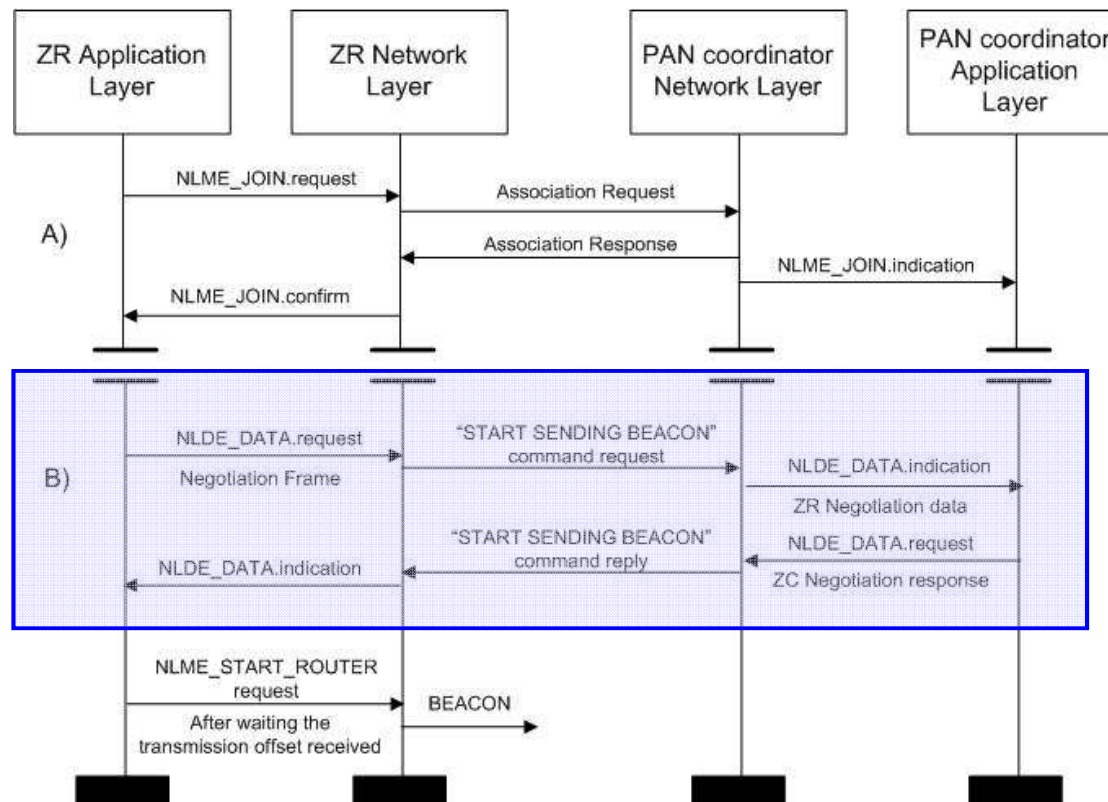 ZR Application
Layer
ZR Network
Layer
PAN coordinator
Network Layer
PAN coordinator
Application
Layer
A)
NLME_JOIN.request
Association Request
Association Response
NLME_JOIN.indication
NLME_JOIN.confirm
B)
NLDE_DATA.request
Negotiation Frame
“START SENDING BEACON”
command request
NLDE_DATA.indication
ZR Negotiation data
NLDE_DATA.request
ZC Negotiation response
“START SENDING BEACON”
command reply
NLDE_DATA.indication
NLME_START_ROUTER
request
After waiting the
transmission offset received
BEACON